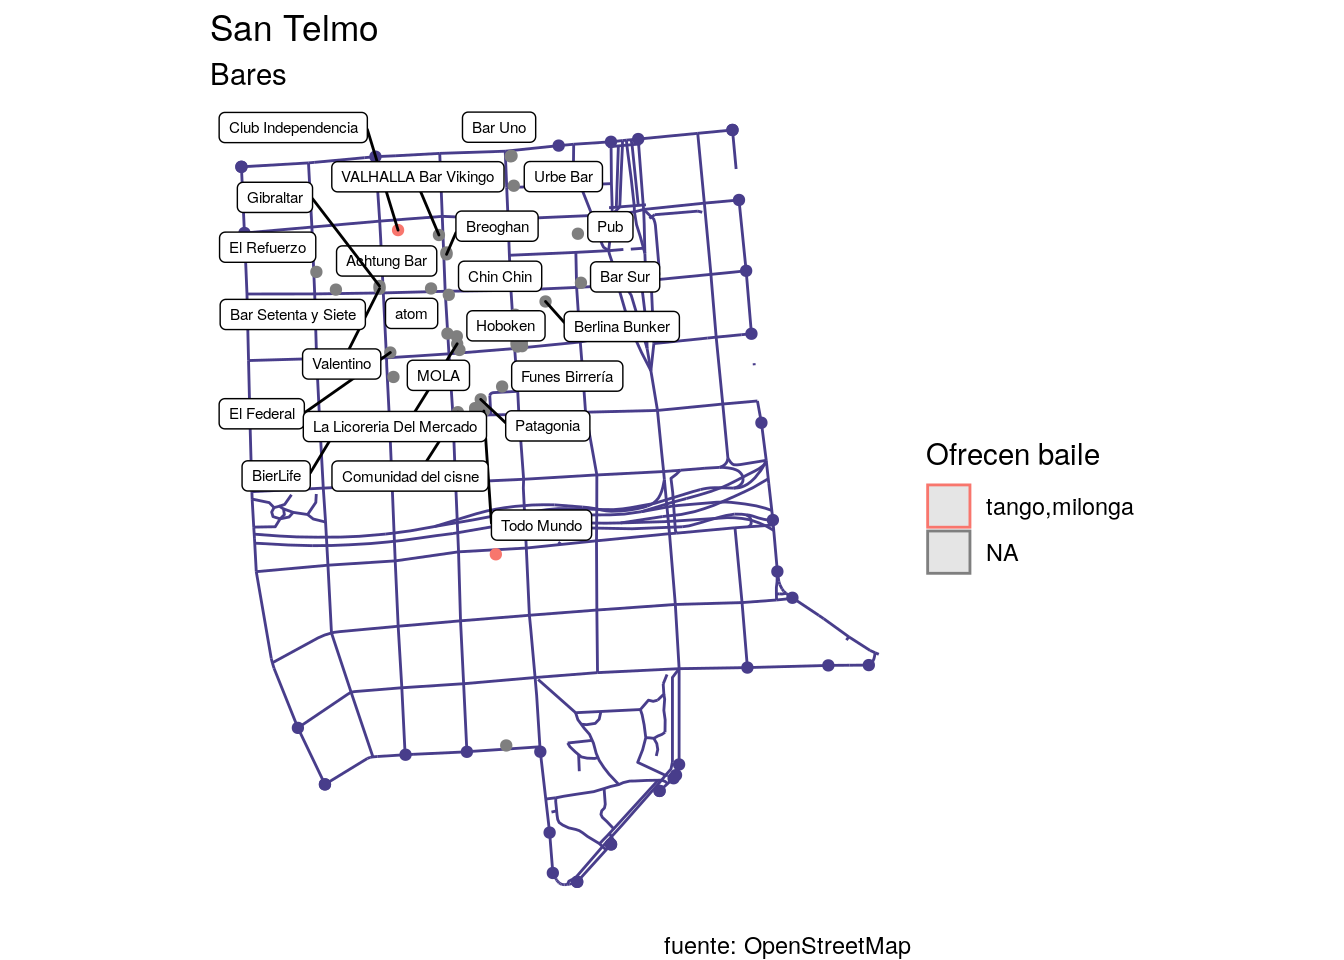 San Telmo
Bares
Club Independencia
Bar Uno
VALHALLA Bar Vikingo
Urbe Bar
Gibraltar
Breoghan
Pub
El Refuerzo
Achtung Bar
Chin Chin
Bar Sur
Bar Setenta y Siete
atom
Hoboken
Berlina Bunker
Valentino
MOLA
Funes Birrería
El Federal
La Licoreria Del Mercado
Patagonia
BierLife
Comunidad del cisne
Todo Mundo
Ofrecen baile
tango,milonga
NA
fuente: OpenStreetMap